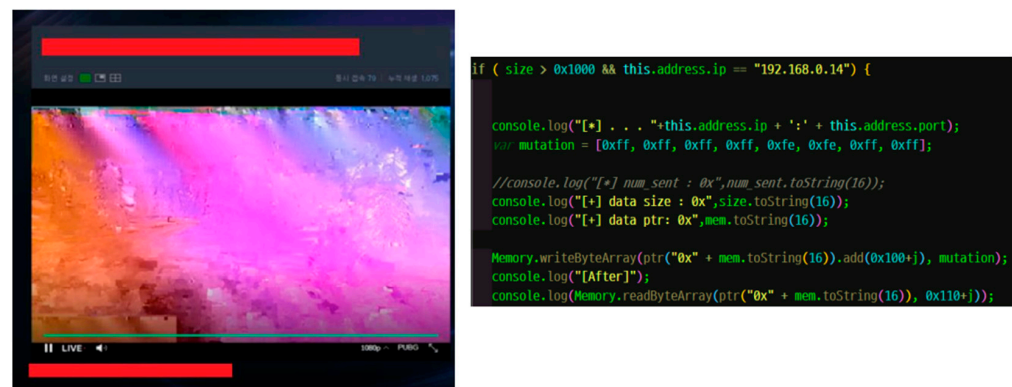 화면 설정
동시 접속 79 | 누적 재생 1,075
LIVE
1080p PUBG
if ( size > 0x1000 && this.address.ip == "192.168.0.14") {
console.log("[*] . . . "+this.address.ip + ':' + this.address.port);
var mutation = [0xff, 0xff, 0xff, 0xff, 0xfe, 0xfe, 0xff, 0xff];
//console.log("[*] num_sent : 0x",num_sent.toString(16));
console.log("[+] data size : 0x",size.toString(16));
console.log("[+] data ptr: 0x",mem.toString(16));
Memory.writeByteArray(ptr("0x" + mem.toString(16)).add(0x100+j), mutation);
console.log("[After]");
console.log(Memory.readByteArray(ptr("0x" + mem.toString(16)), 0x110+j));